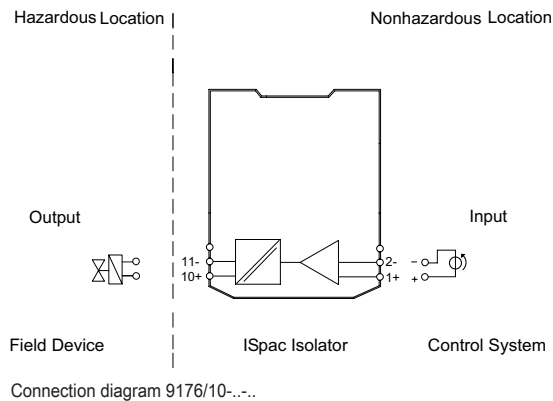 Hazardous Location
Nonhazardous Location
Output
Input
11-
10+
2-
1+
−
+
Field Device
ISpac Isolator
Control System
Connection diagram 9176/10-..-..